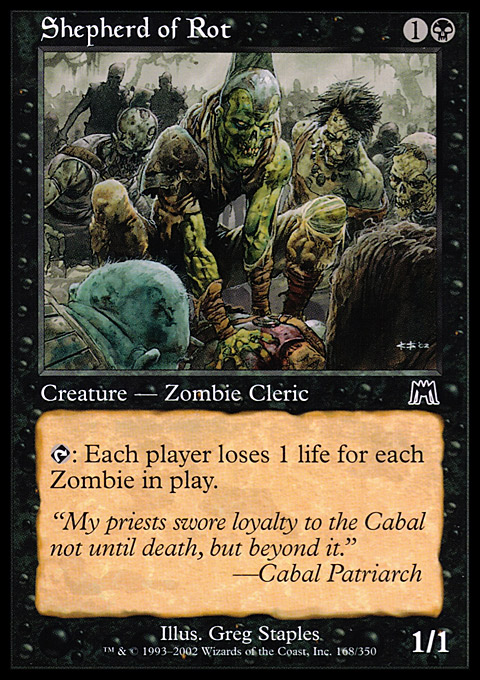 Shepherd of Rot 1
Creature — Zombie Cleric
: Each player loses 1 life for each
Zombie in play.
“My priests swore loyalty to the Cabal
not until death, but beyond it.”
—Cabal Patriarch
Illus. Greg Staples
1/1
™ & © 1993–2002 Wizards of the Coast, Inc. 168/350